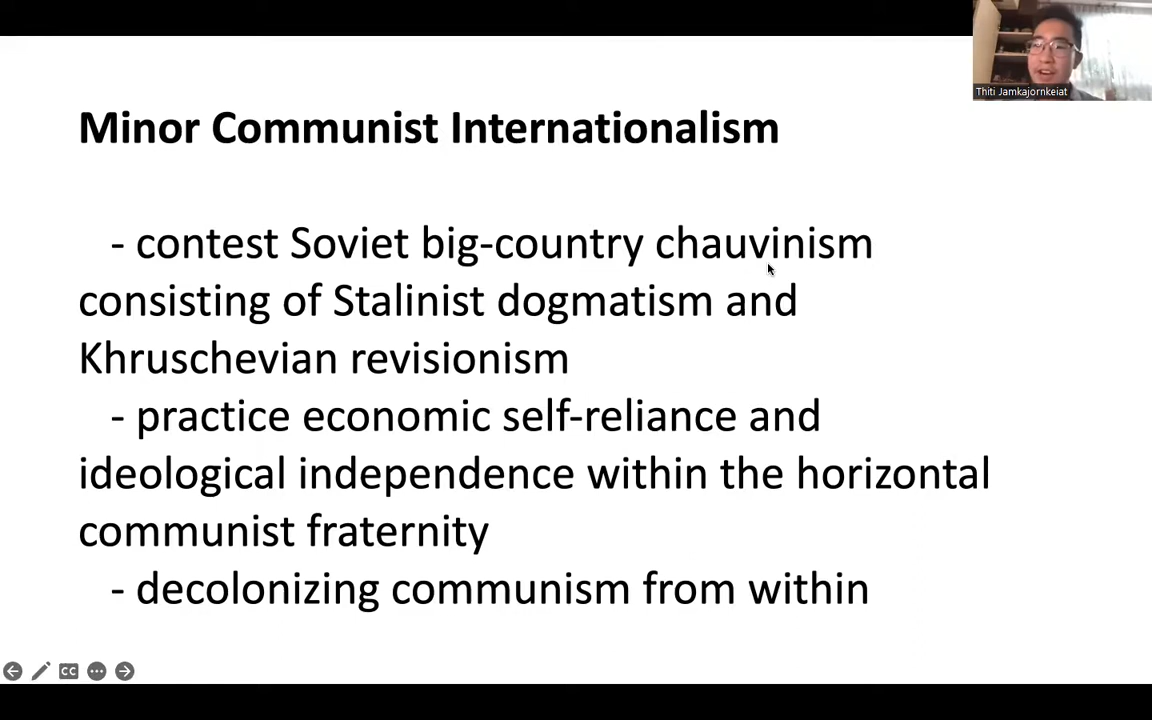 Thiti Jamkajornkeiat
Minor Communist Internationalism
- contest Soviet big-country chauvinism
consisting of Stalinist dogmatism and
Khruschevian revisionism
- practice economic self-reliance and
ideological independence within the horizontal
communist fraternity
- decolonizing communism from within
CC